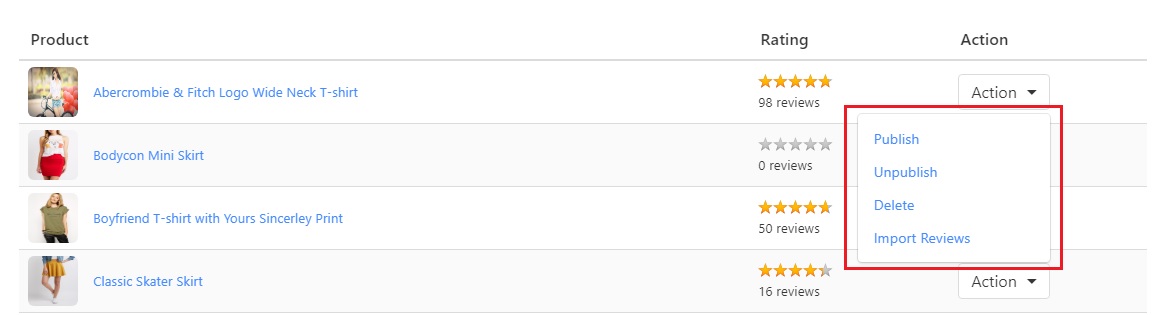 Product Rating Action
Abercrombie & Fitch Logo Wide Neck T-shirt
98 reviews
Action
Bodycon Mini Skirt
0 reviews
Publish
Unpublish
Delete
Import Reviews
Boyfriend T-shirt with Yours Sincerley Print
50 reviews
Classic Skater Skirt
16 reviews
Action